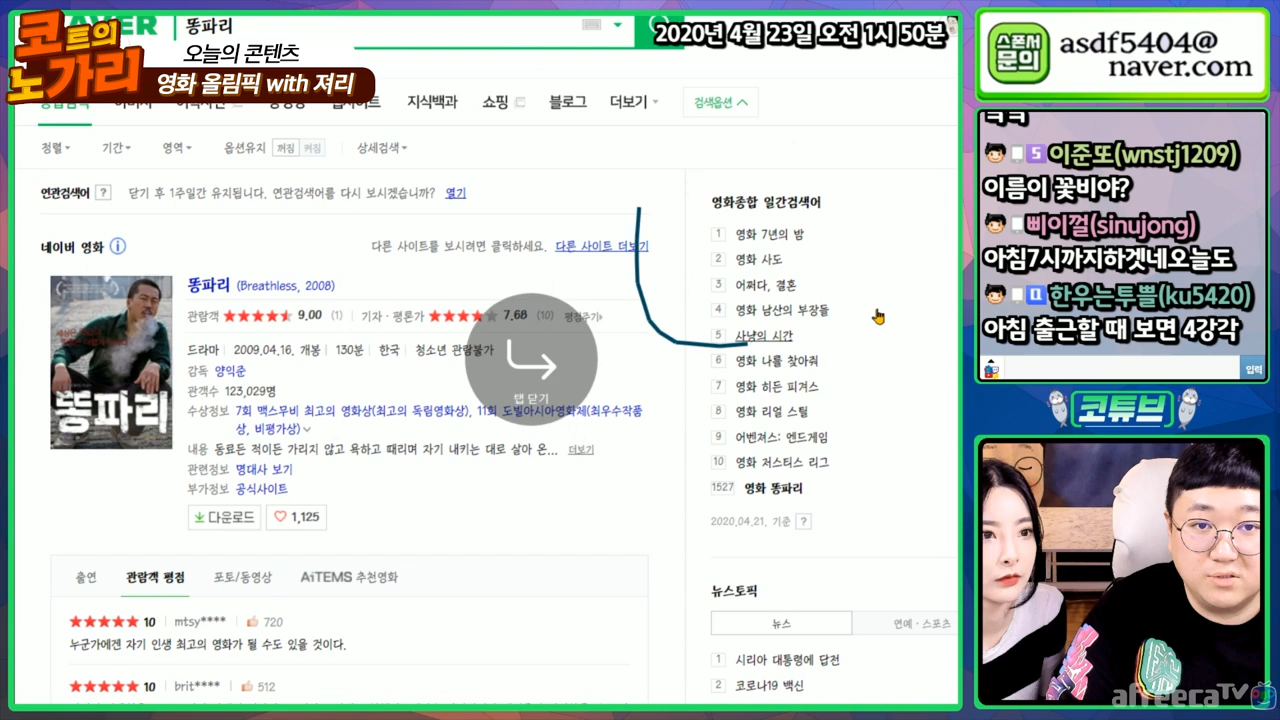 코트의
노가리
오늘의 콘텐츠
영화 올림픽 with 져리
똥파리
2020년 4월 23일 오전 1시 50분
지식백과 쇼핑 블로그 더보기 검색옵션
정렬 기간 영역 옵션유지 꺼짐 켜짐 상세검색
연관검색어 ? 닫기 후 1주일간 유지됩니다. 연관검색어를 다시 보시겠습니까? 열기
네이버 영화 다른 사이트를 보시려면 클릭하세요. 다른 사이트 더보기
똥파리 (Breathless, 2008)
관람객 9.00 (1) 기자·평론가 7.68 (10) 평점주기
드라마 2009.04.16. 개봉 130분 한국 청소년 관람불가
감독 양익준
관객수 123,029명
수상정보 7회 맥스무비 최고의 영화상(최고의 독립영화상), 11회 도빌아시아영화제(최우수작품
상, 비평가상)
내용 동료든 적이든 가리지 않고 욕하고 때리며 자기 내키는 대로 살아 온... 더보기
관련정보 명대사 보기
부가정보 공식사이트
다운로드 1,125
똥파리
탭 닫기
출연 관람객 평점 포토/동영상 AiTEMS 추천영화
10 mtsy**** 720
누군가에겐 자기 인생 최고의 영화가 될 수도 있을 것이다.
10 brit**** 512
영화종합 일간검색어
1 영화 7년의 밤
2 영화 사도
3 어쩌다, 결혼
4 영화 남산의 부장들
5 사냥의 시간
6 영화 나를 찾아줘
7 영화 히든 피겨스
8 영화 리얼 스틸
9 어벤져스: 엔드게임
10 영화 저스티스 리그
1527 영화 똥파리
2020.04.21. 기준 ?
뉴스토픽
뉴스 연예·스포츠
1 시리아 대통령에 답전
2 코로나19 백신
스폰서
문의
asdf5404@
naver.com
이준또(wnstj1209)
이름이 꽃비야?
삐이껄(sinujong)
아침7시까지하겟네오늘도
한우는투쁠(ku5420)
아침 출근할 때 보면 4강각
입력
코튜브
afreecaTV